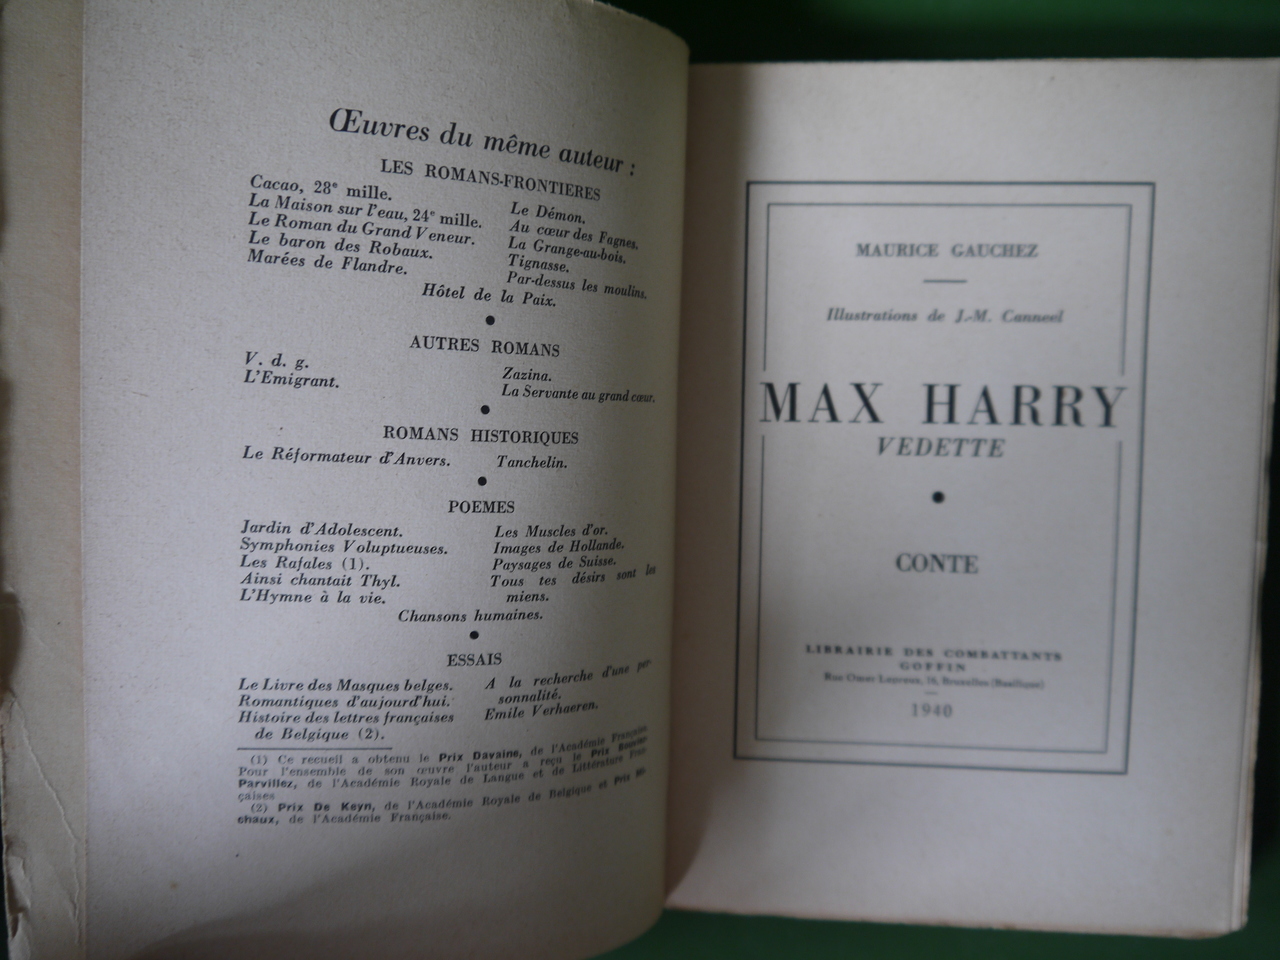 Œuvres du même auteur :
LES ROMANS-FRONTIERES
Cacao, 28e mille.
La Maison sur l'eau, 24e mille.
Le Roman du Grand Veneur.
Le baron des Robaux.
Marées de Flandre.
Le Démon.
Au cœur des Fagnes.
La Grange-au-bois.
Tignasse.
Par-dessus les moulins.
Hôtel de la Paix.
AUTRES ROMANS
V. d. g.
L'Emigrant.
Zazina.
La Servante au grand cœur.
ROMANS HISTORIQUES
Le Réformateur d'Anvers.
Tanchelin.
POEMES
Jardin d'Adolescent.
Symphonies Voluptueuses.
Les Rafales (1).
Ainsi chantait Thyl.
L'Hymne à la vie.
Les Muscles d'or.
Images de Hollande.
Paysages de Suisse.
Tous tes désirs sont les
miens.
Chansons humaines.
ESSAIS
Le Livre des Masques belges.
Romantiques d'aujourd'hui.
Histoire des lettres françaises
de Belgique (2).
A la recherche d'une per-
sonnalité.
Emile Verhaeren.
(1) Ce recueil a obtenu le Prix Davaine, de l'Académie Française.
Pour l'ensemble de son œuvre l'auteur a reçu le Prix
Parvillez, de l'Académie Royale de Langue et de Littérature Fran-
çaises
(2) Prix De Keyn, de l'Académie Royale de Belgique et Prix
chaux, de l'Académie Française.
MAURICE GAUCHEZ
Illustrations de J.-M. Canneel
MAX HARRY
VEDETTE
CONTE
LIBRAIRIE DES COMBATTANTS
GOFFIN
Rue Omer Lepreux, 76, Bruxelles (Basilique)
1940